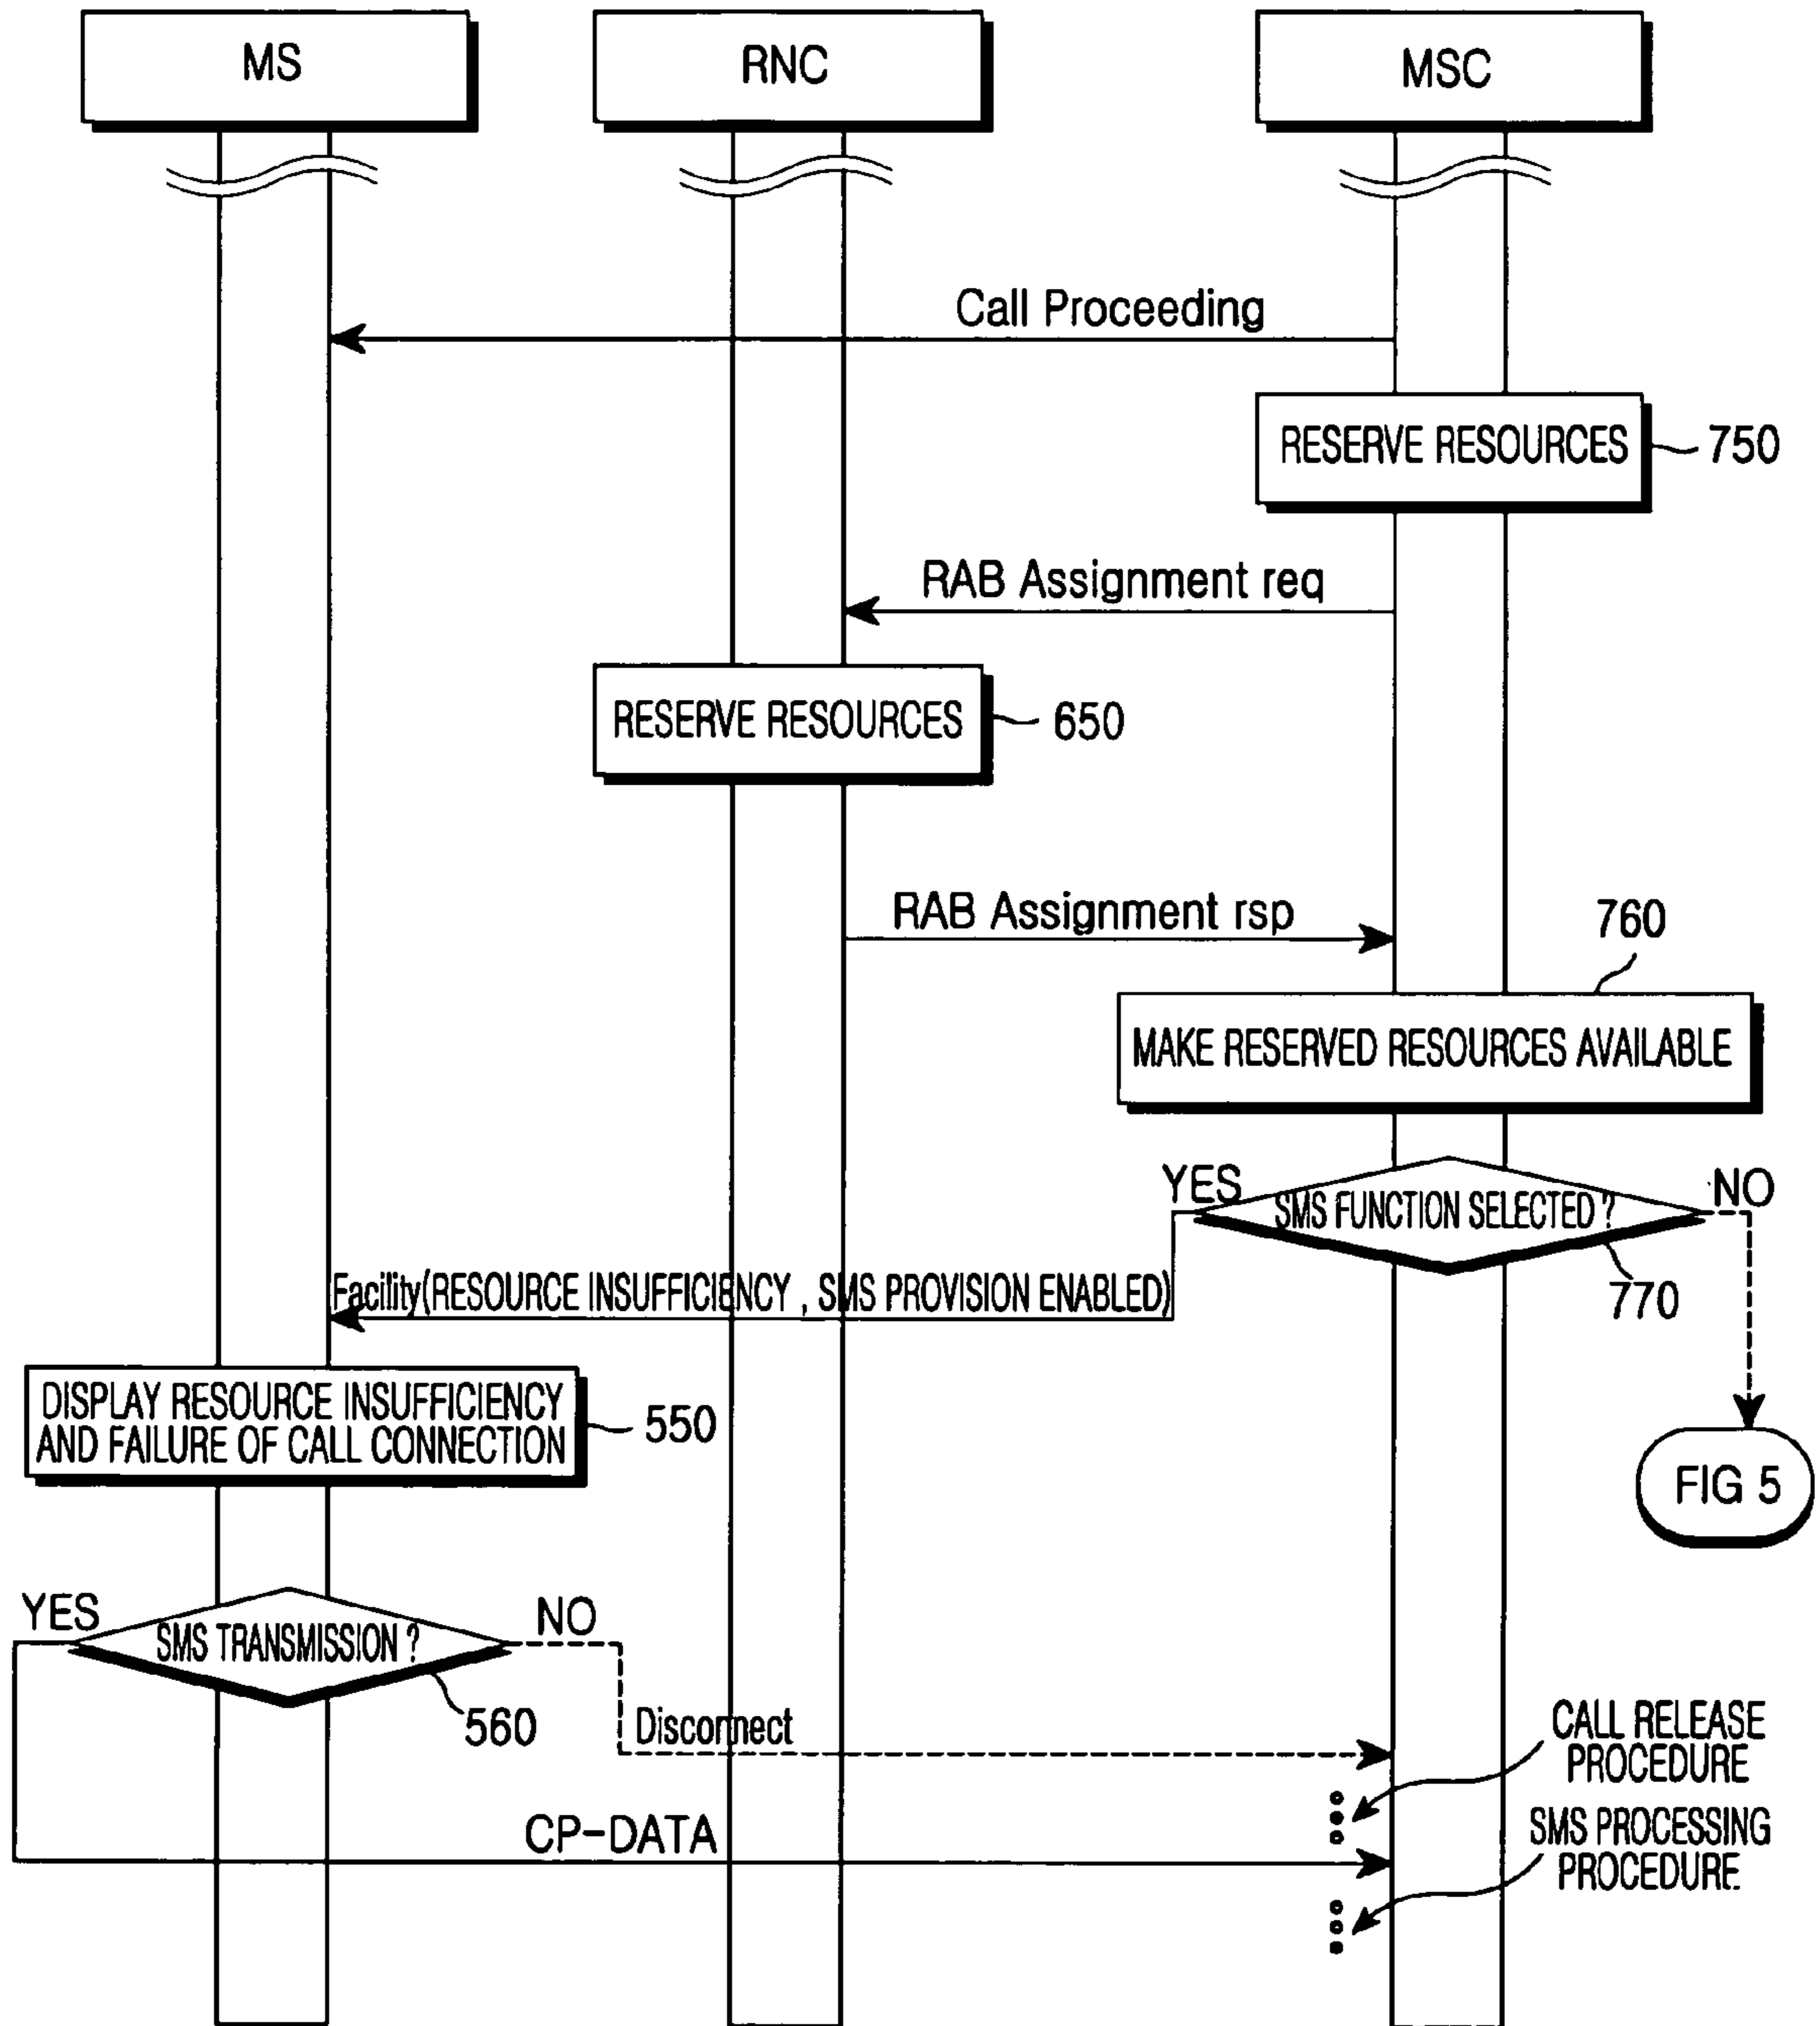 MS
RNC
MSC
Call Proceeding
RESERVE RESOURCES
750
RAB Assignment req
RESERVE RESOURCES
650
RAB Assignment rsp
760
MAKE RESERVED RESOURCES AVAILABLE
YES
SMS FUNCTION SELECTED ?
NO
770
Facility(RESOURCE INSUFFICIENCY , SMS PROVISION ENABLED)
DISPLAY RESOURCE INSUFFICIENCY
AND FAILURE OF CALL CONNECTION
550
FIG 5
YES
SMS TRANSMISSION ?
NO
560
Disconnect
CALL RELEASE
PROCEDURE
CP-DATA
SMS PROCESSING
PROCEDURE